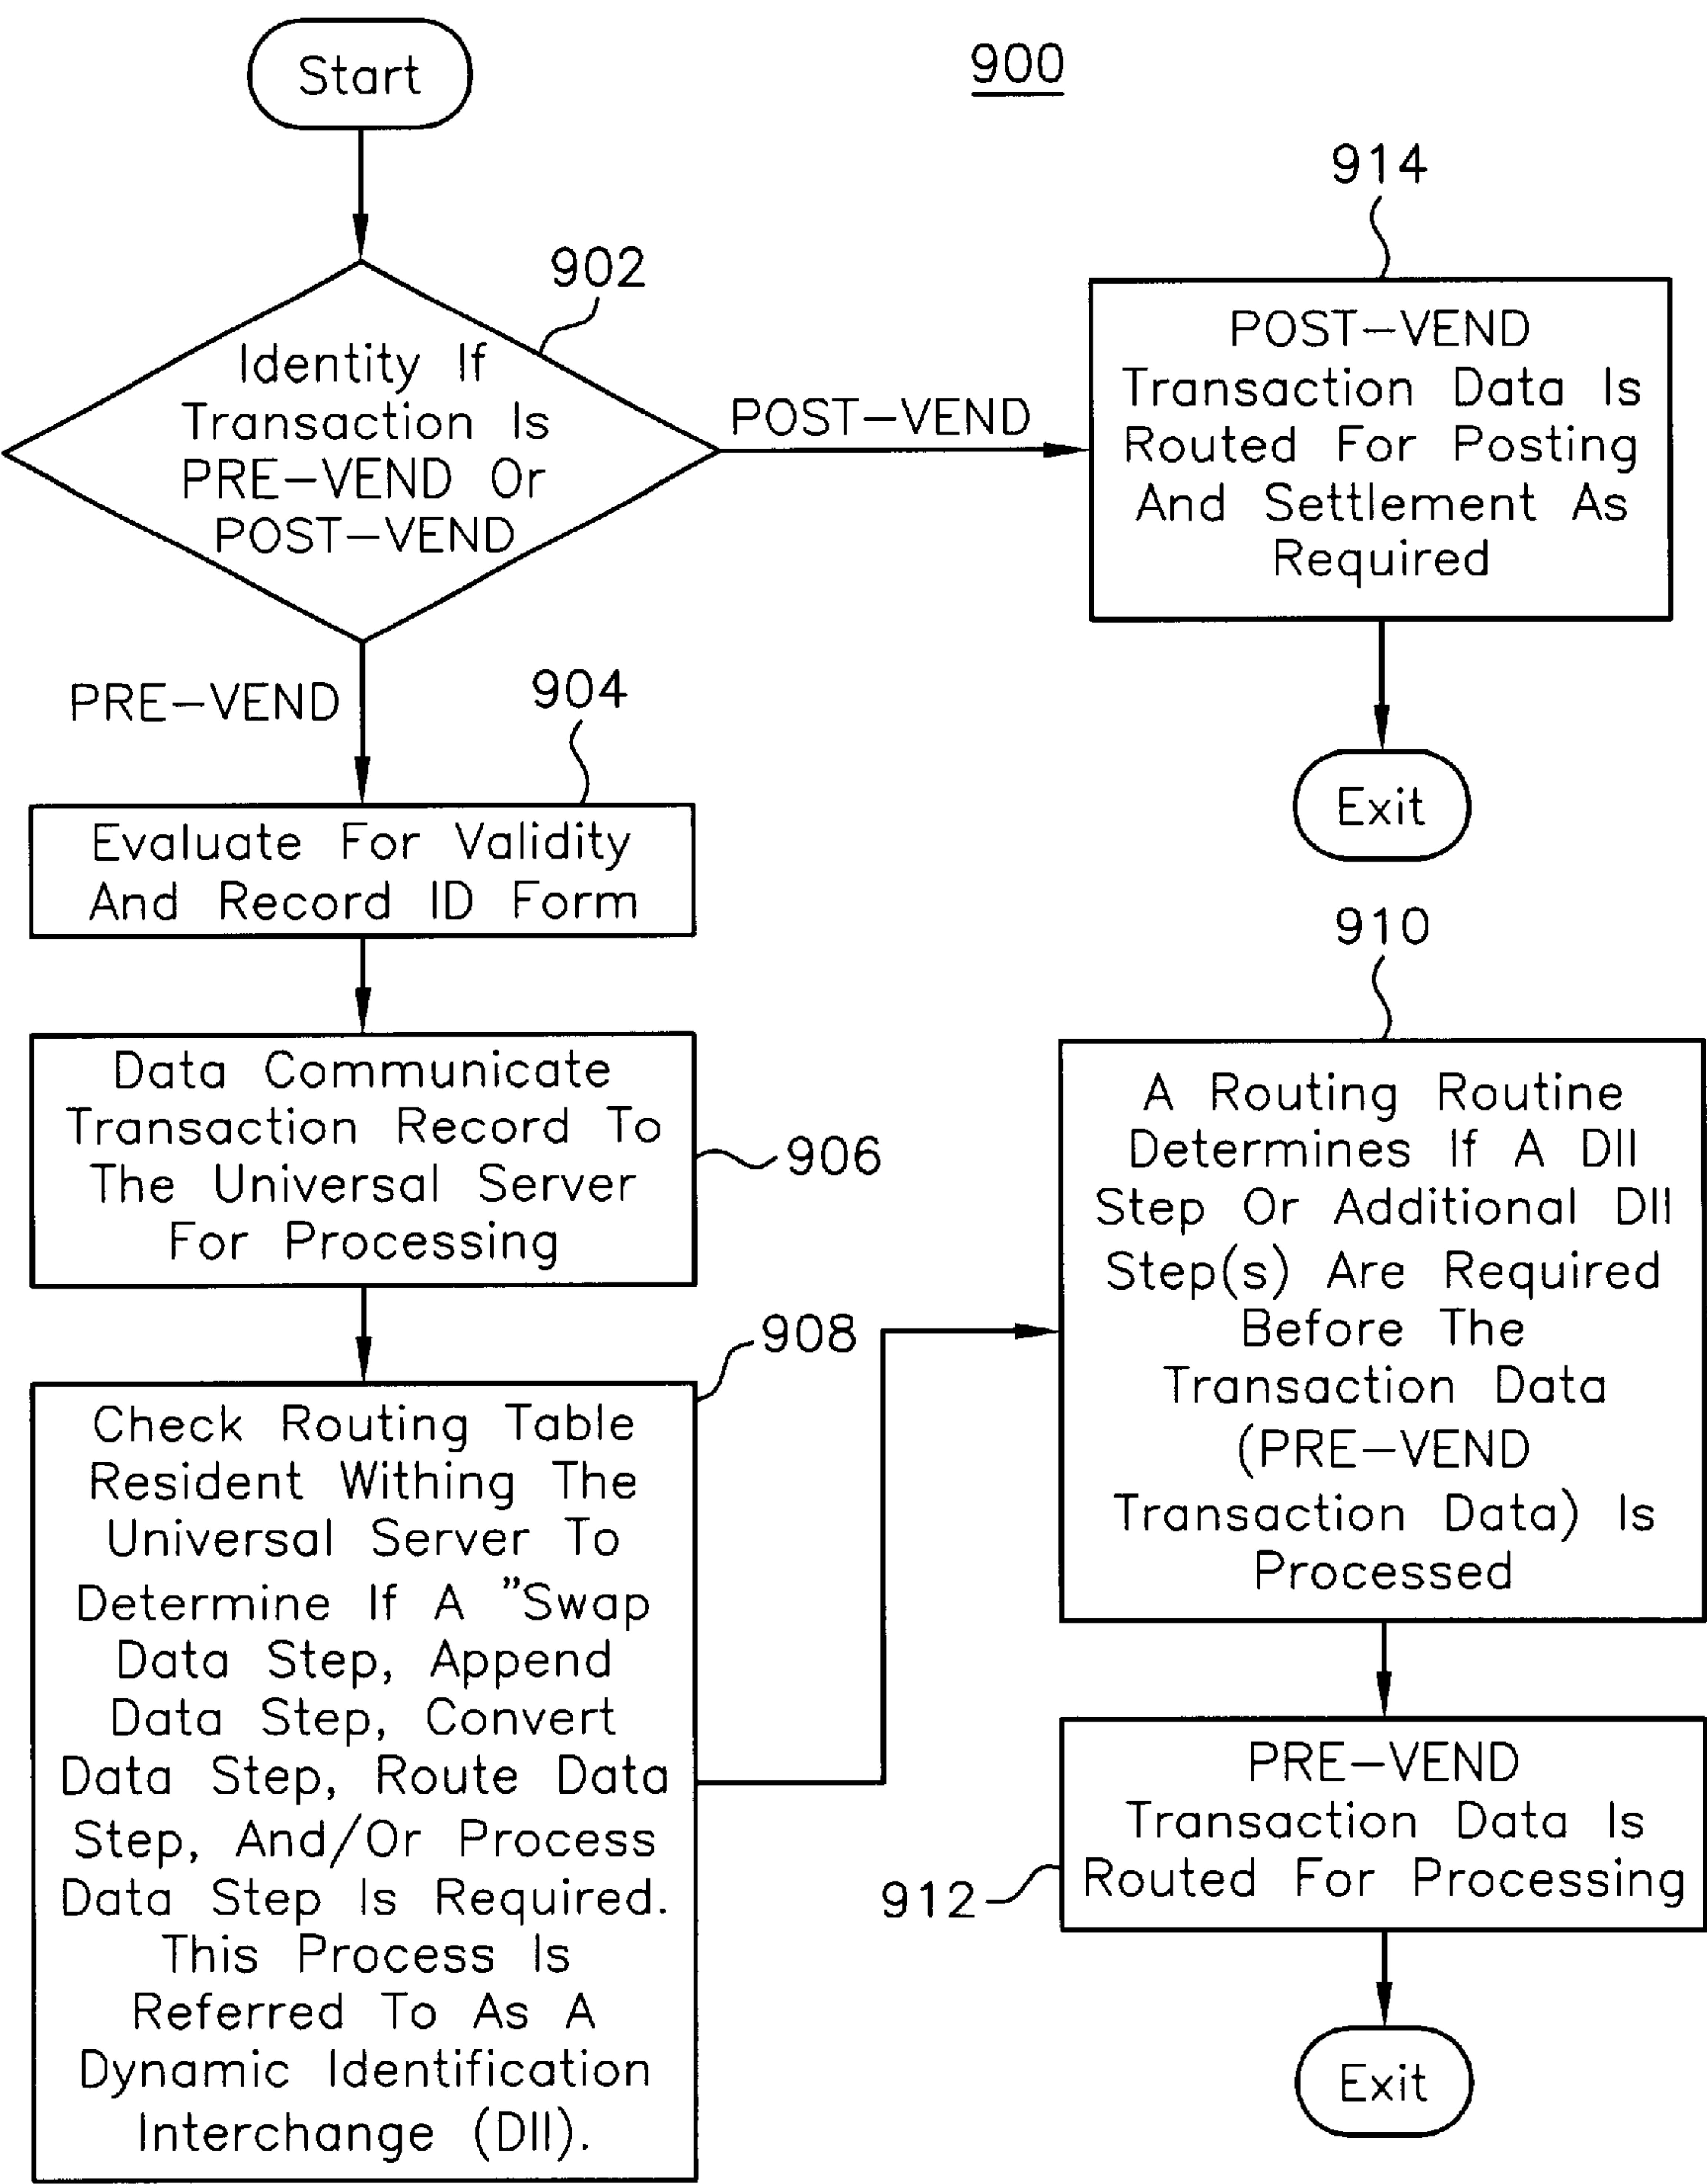 Start
900
902
Identity If
Transaction Is
PRE-VEND Or
POST-VEND
POST-VEND
914
POST-VEND
Transaction Data Is
Routed For Posting
And Settlement As
Required
Exit
PRE-VEND
904
Evaluate For Validity
And Record ID Form
Data Communicate
Transaction Record To
The Universal Server
For Processing
906
908
Check Routing Table
Resident Withing The
Universal Server To
Determine If A "Swap
Data Step, Append
Data Step, Convert
Data Step, Route Data
Step, And/Or Process
Data Step Is Required.
This Process Is
Referred To As A
Dynamic Identification
Interchange (DII).
910
A Routing Routine
Determines If A DII
Step Or Additional DII
Step(s) Are Required
Before The
Transaction Data
(PRE-VEND
Transaction Data) Is
Processed
PRE-VEND
Transaction Data Is
Routed For Processing
912
Exit